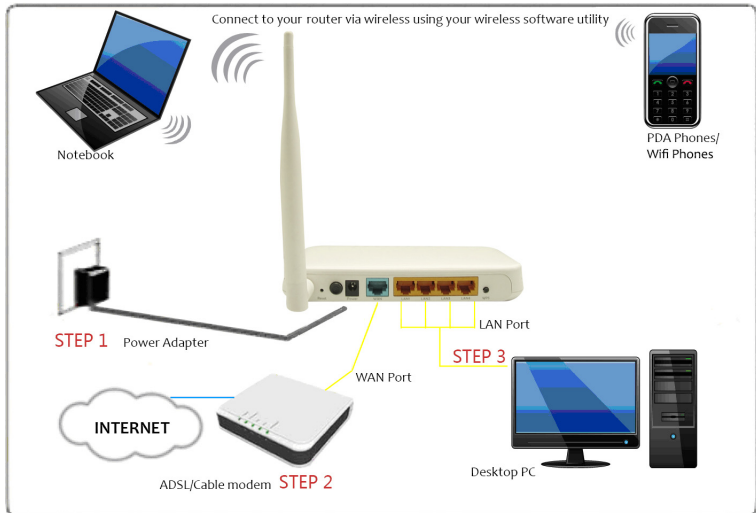 Connect to your router via wireless using your wireless software utility
Notebook
PDA Phones/
Wifi Phones
LAN Port
STEP 1 Power Adapter
STEP 3
WAN Port
INTERNET
ADSL/Cable modem STEP 2
Desktop PC